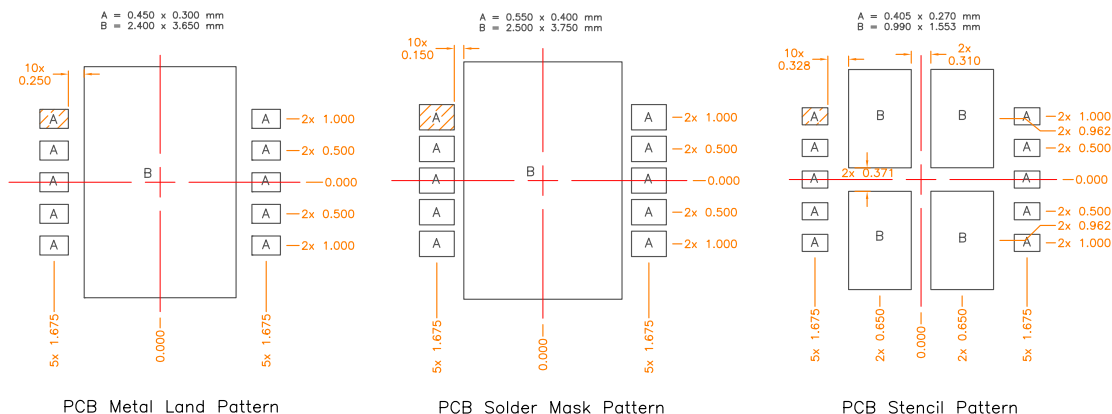 A = 0.450 x 0.300 mm
B = 2.400 x 3.650 mm
10x
0.250
A
A
A
A
A
B
A
A
A
A
A
2x 1.000
2x 0.500
0.000
2x 0.500
2x 1.000
5x 1.675
0.000
5x 1.675
PCB Metal Land Pattern
A = 0.550 x 0.400 mm
B = 2.500 x 3.750 mm
10x
0.150
A
A
A
A
A
B
A
A
A
A
A
2x 1.000
2x 0.500
0.000
2x 0.500
2x 1.000
5x 1.675
0.000
5x 1.675
PCB Solder Mask Pattern
A = 0.405 x 0.270 mm
B = 0.990 x 1.553 mm
10x
0.328
2x
0.310
A
A
A
A
A
B
B
2x 0.371
B
B
A
A
A
A
A
2x 1.000
2x 0.962
2x 0.500
0.000
2x 0.500
2x 0.962
2x 1.000
5x 1.675
2x 0.650
0.000
2x 0.650
5x 1.675
PCB Stencil Pattern